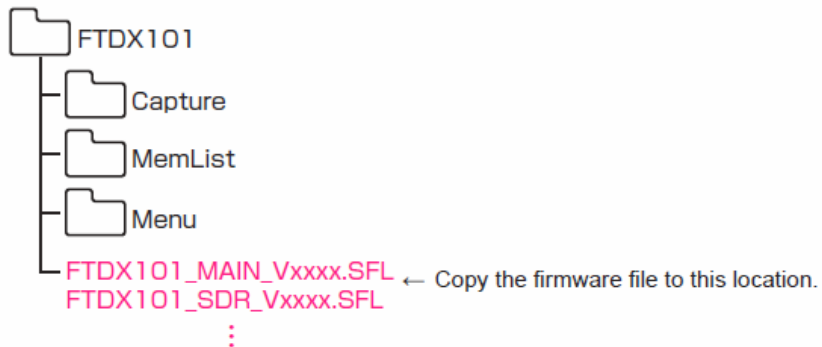 FTDX101
Capture
MemList
Menu
FTDX101_MAIN_Vxxxx.SFL ← Copy the firmware file to this location.
FTDX101_SDR_Vxxxx.SFL
⋮